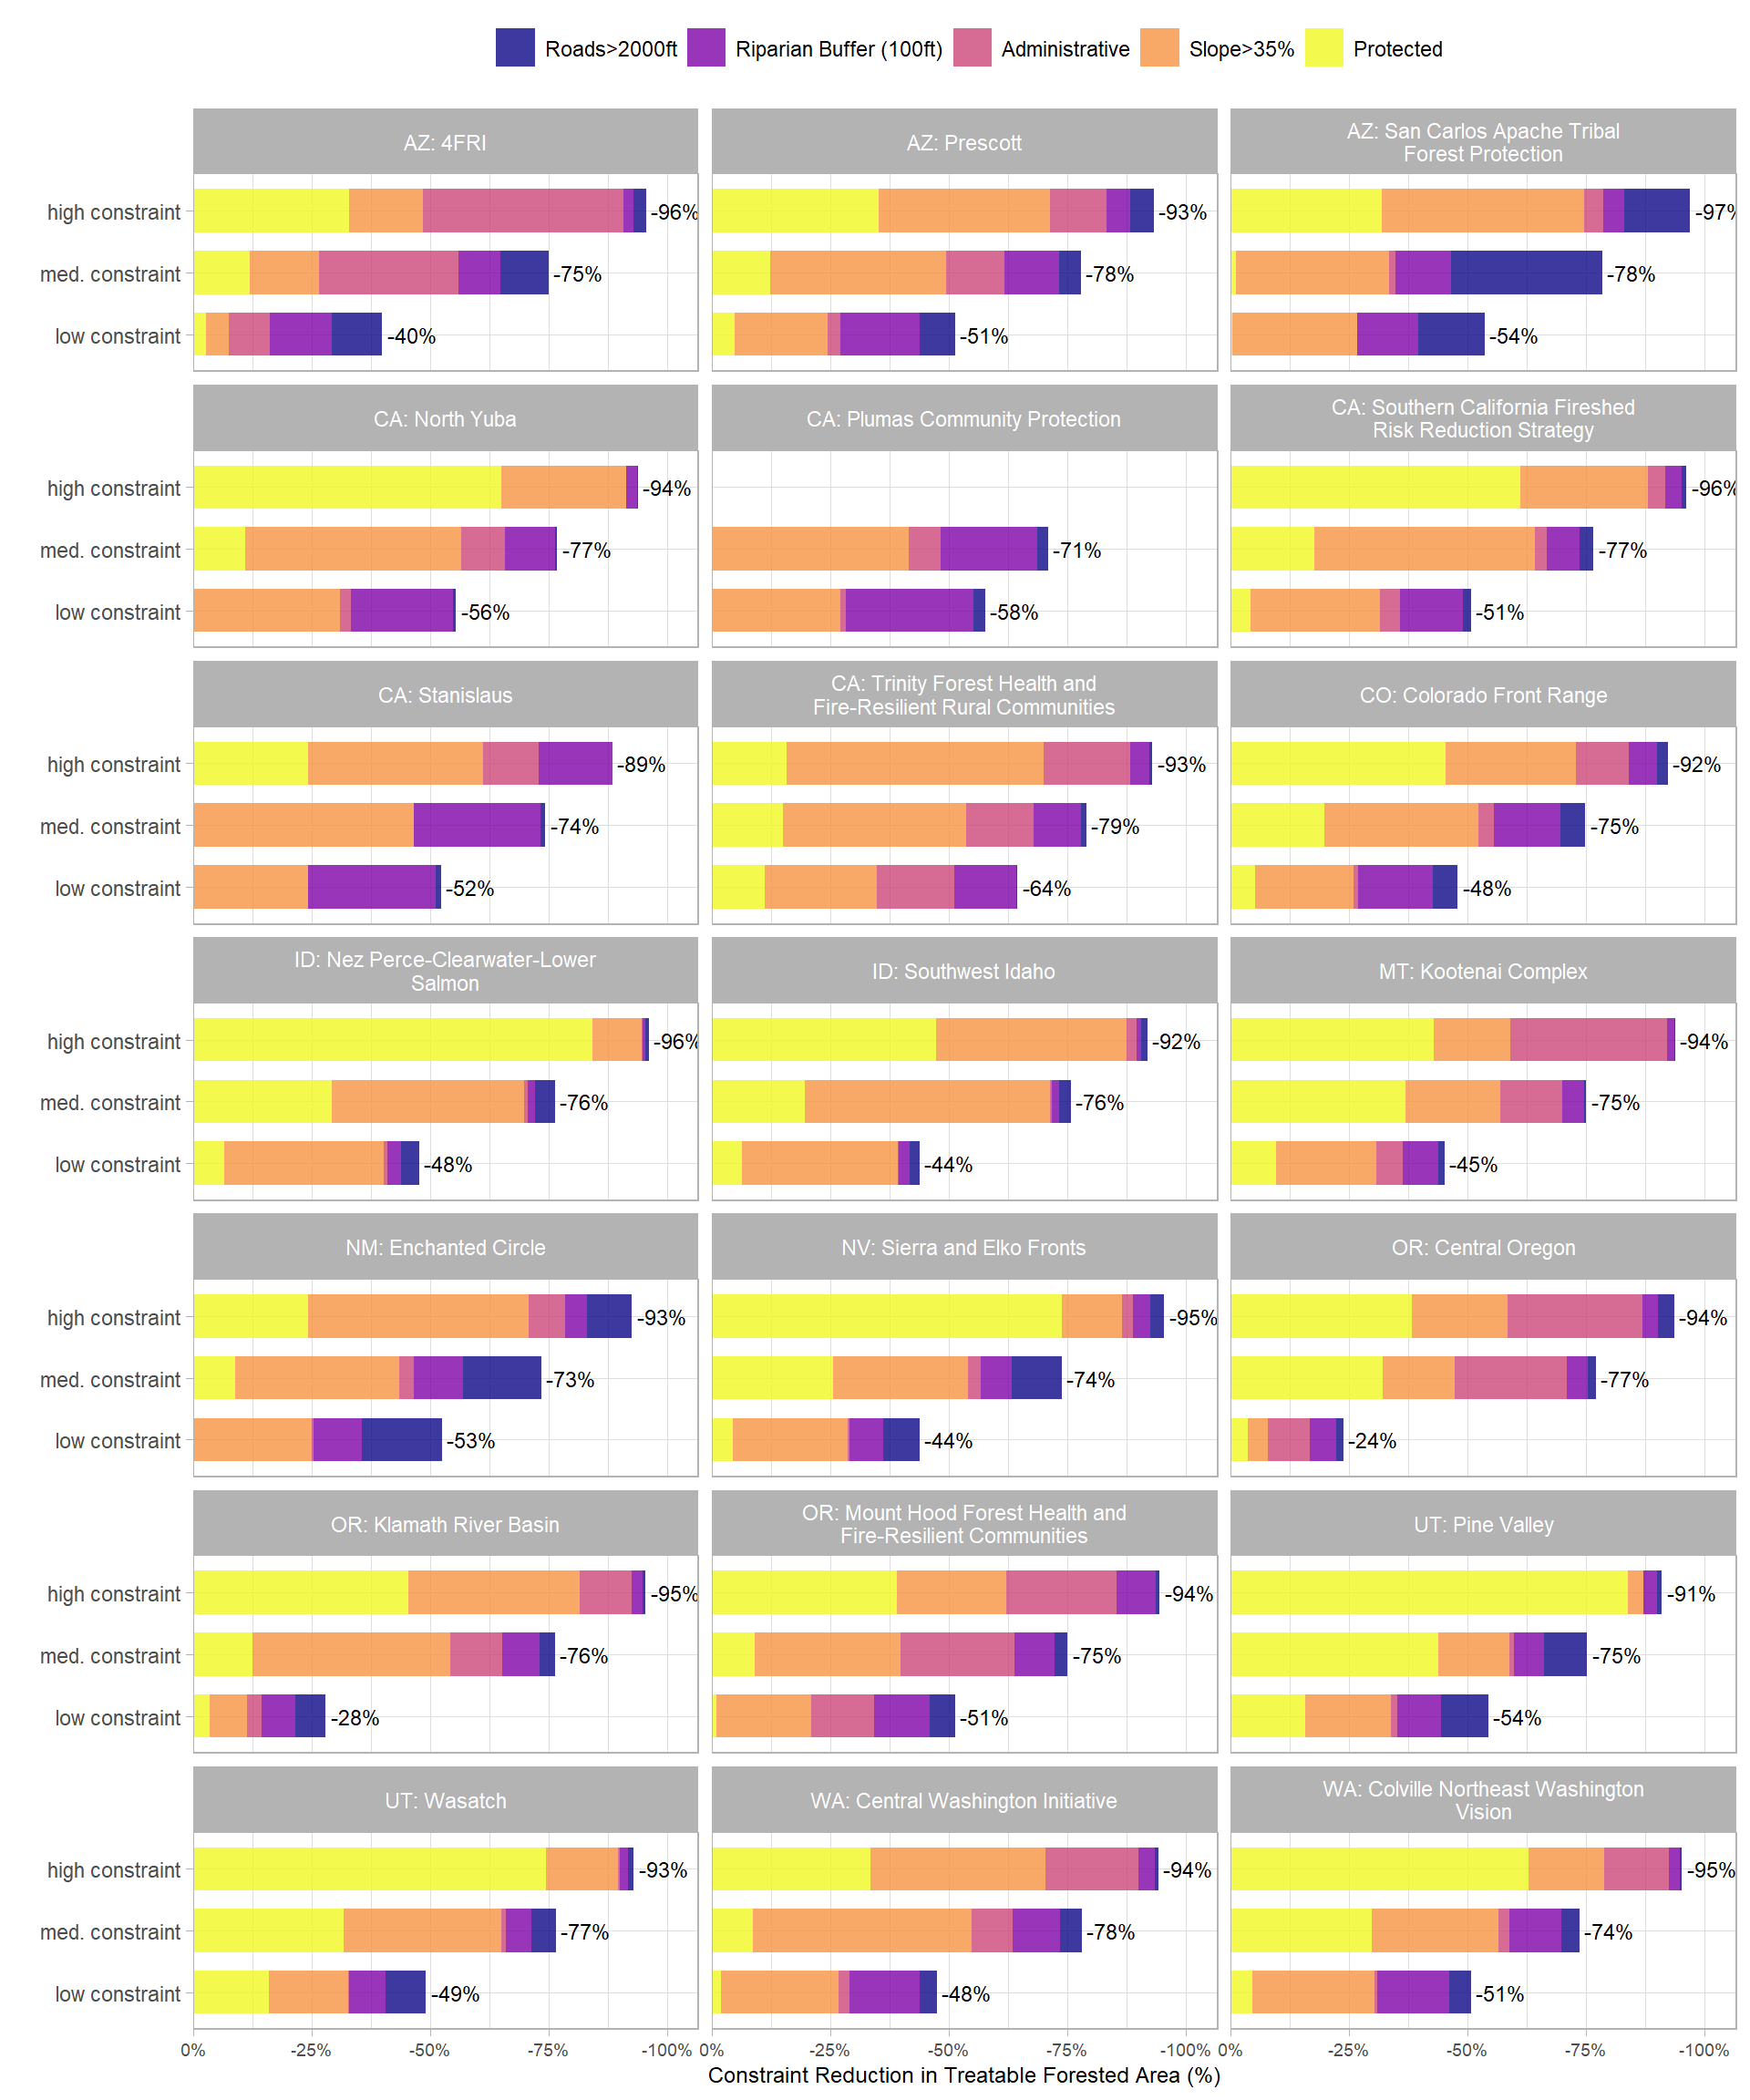 Roads>2000ft Riparian Buffer (100ft) Administrative Slope>35% Protected
AZ: 4FRI
high constraint -96%
med. constraint -75%
low constraint -40%
AZ: Prescott
-93%
-78%
-51%
AZ: San Carlos Apache Tribal
Forest Protection
-97%
-78%
-54%
CA: North Yuba
high constraint -94%
med. constraint -77%
low constraint -56%
CA: Plumas Community Protection
-71%
-58%
CA: Southern California Fireshed
Risk Reduction Strategy
-96%
-77%
-51%
CA: Stanislaus
high constraint -89%
med. constraint -74%
low constraint -52%
CA: Trinity Forest Health and
Fire-Resilient Rural Communities
-93%
-79%
-64%
CO: Colorado Front Range
-92%
-75%
-48%
ID: Nez Perce-Clearwater-Lower
Salmon
high constraint -96%
med. constraint -76%
low constraint -48%
ID: Southwest Idaho
-92%
-76%
-44%
MT: Kootenai Complex
-94%
-75%
-45%
NM: Enchanted Circle
high constraint -93%
med. constraint -73%
low constraint -53%
NV: Sierra and Elko Fronts
-95%
-74%
-44%
OR: Central Oregon
-94%
-77%
-24%
OR: Klamath River Basin
high constraint -95%
med. constraint -76%
low constraint -28%
OR: Mount Hood Forest Health and
Fire-Resilient Communities
-94%
-75%
-51%
UT: Pine Valley
-91%
-75%
-54%
UT: Wasatch
high constraint -93%
med. constraint -77%
low constraint -49%
WA: Central Washington Initiative
-94%
-78%
-48%
WA: Colville Northeast Washington
Vision
-95%
-74%
-51%
0% -25% -50% -75% -100% 0% -25% -50% -75% -100% 0% -25% -50% -75% -100%
Constraint Reduction in Treatable Forested Area (%)